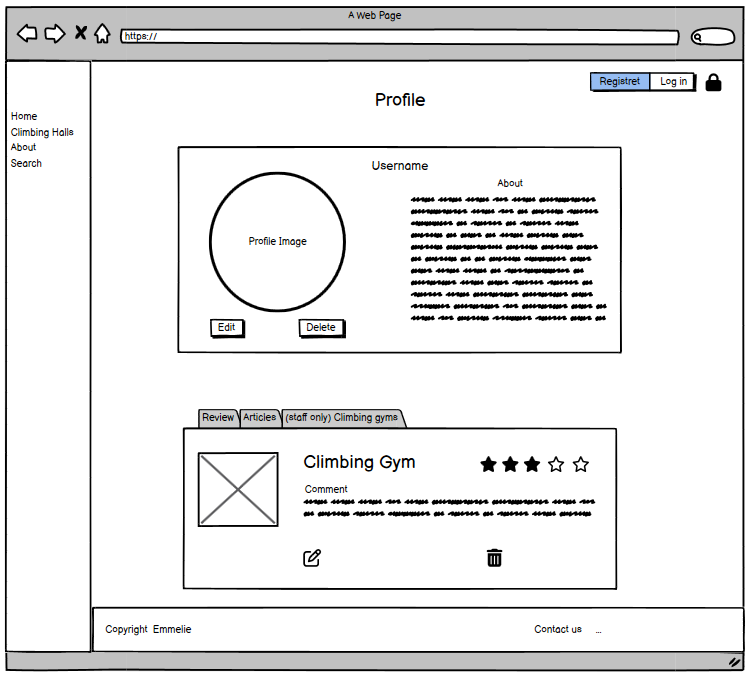 A Web Page
https://
Registret Log in
Profile
Home
Climbing Halls
About
Search
Username
About
Profile Image
Edit Delete
Review Articles (staff only) Climbing gyms
Climbing Gym
Comment
Copyright Emmelie
Contact us ...